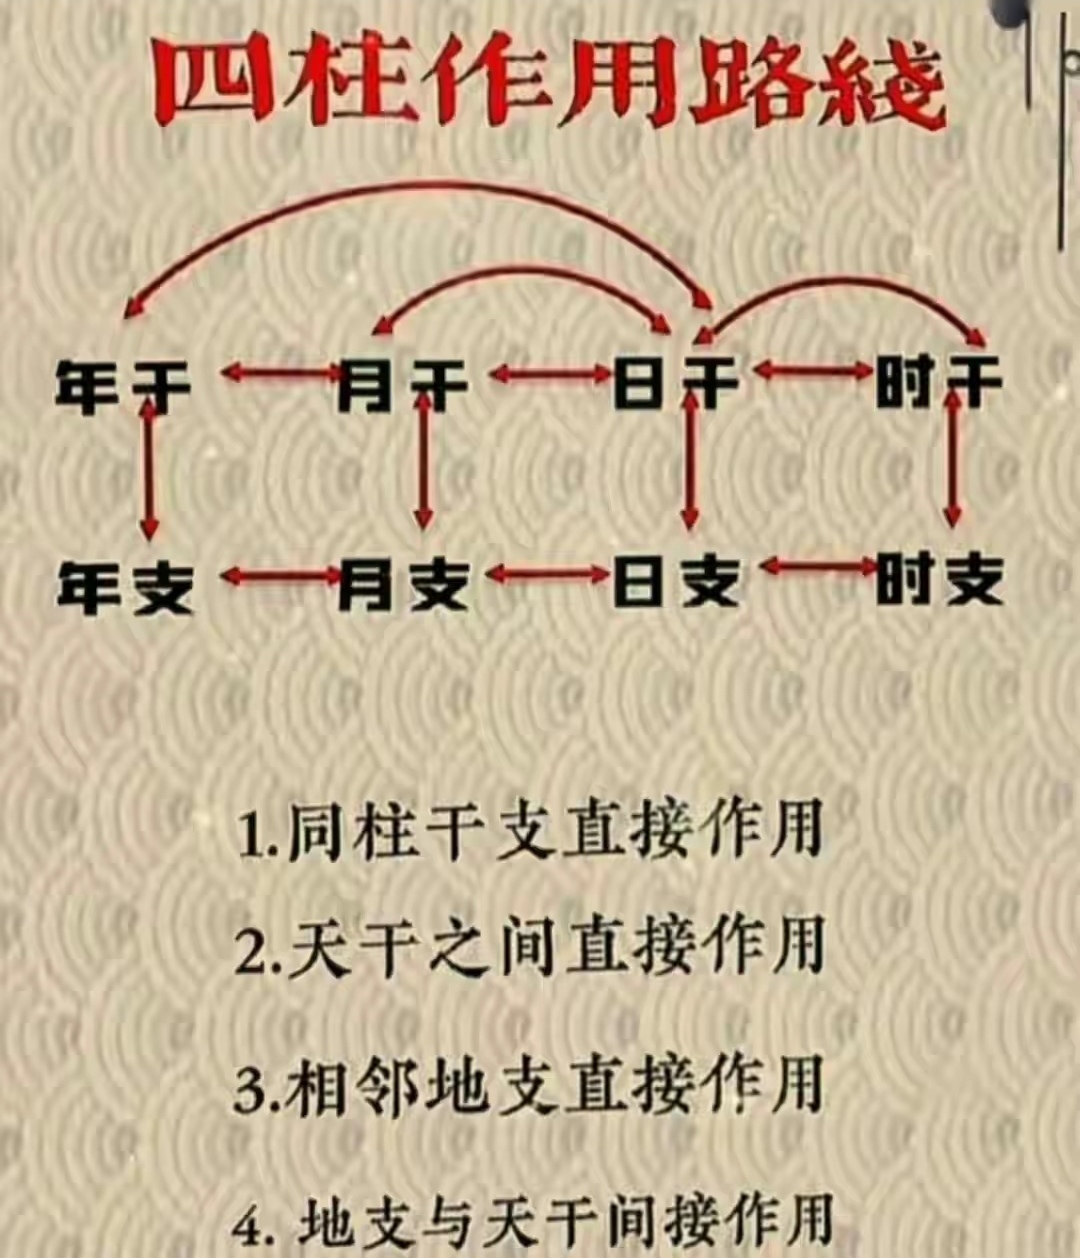 四柱作用路綫
年干 月干 日干 时干
年支 月支 日支 时支
1.同柱干支直接作用
2.天干之间直接作用
3.相邻地支直接作用
4. 地支与天干间接作用